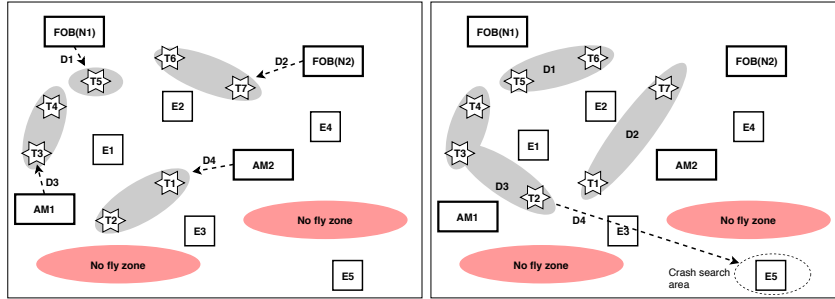 FOB(N1)
D1
T6
D2
FOB(N2)
T5
T7
T4
E2
E4
E1
T3
D4
AM2
D3
T1
AM1
T2
No fly zone
E3
No fly zone
E5
FOB(N1)
T6
FOB(N2)
D1
T5
T7
T4
E2
E4
D2
E1
T3
AM2
D3
T1
T2
AM1
No fly zone
D4
E3
No fly zone
Crash search
area
E5